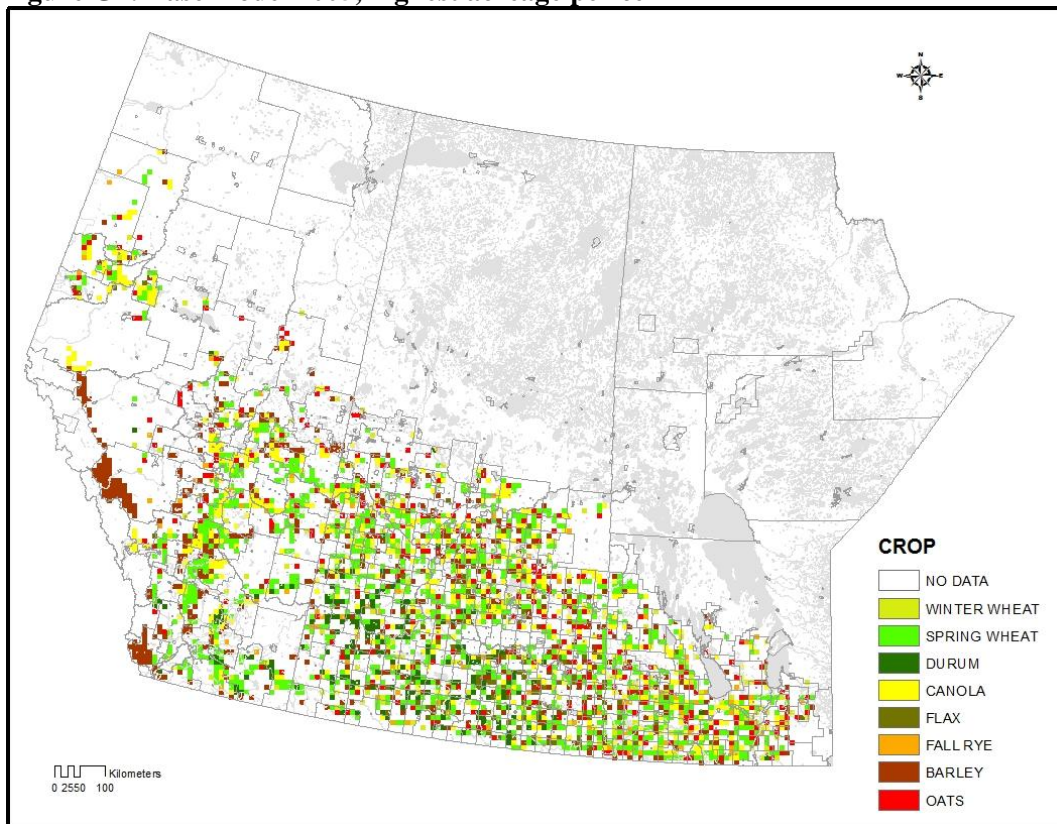 N
W E
S
CROP
NO DATA
WINTER WHEAT
SPRING WHEAT
DURUM
CANOLA
FLAX
FALL RYE
BARLEY
OATS
Kilometers
0 2550 100